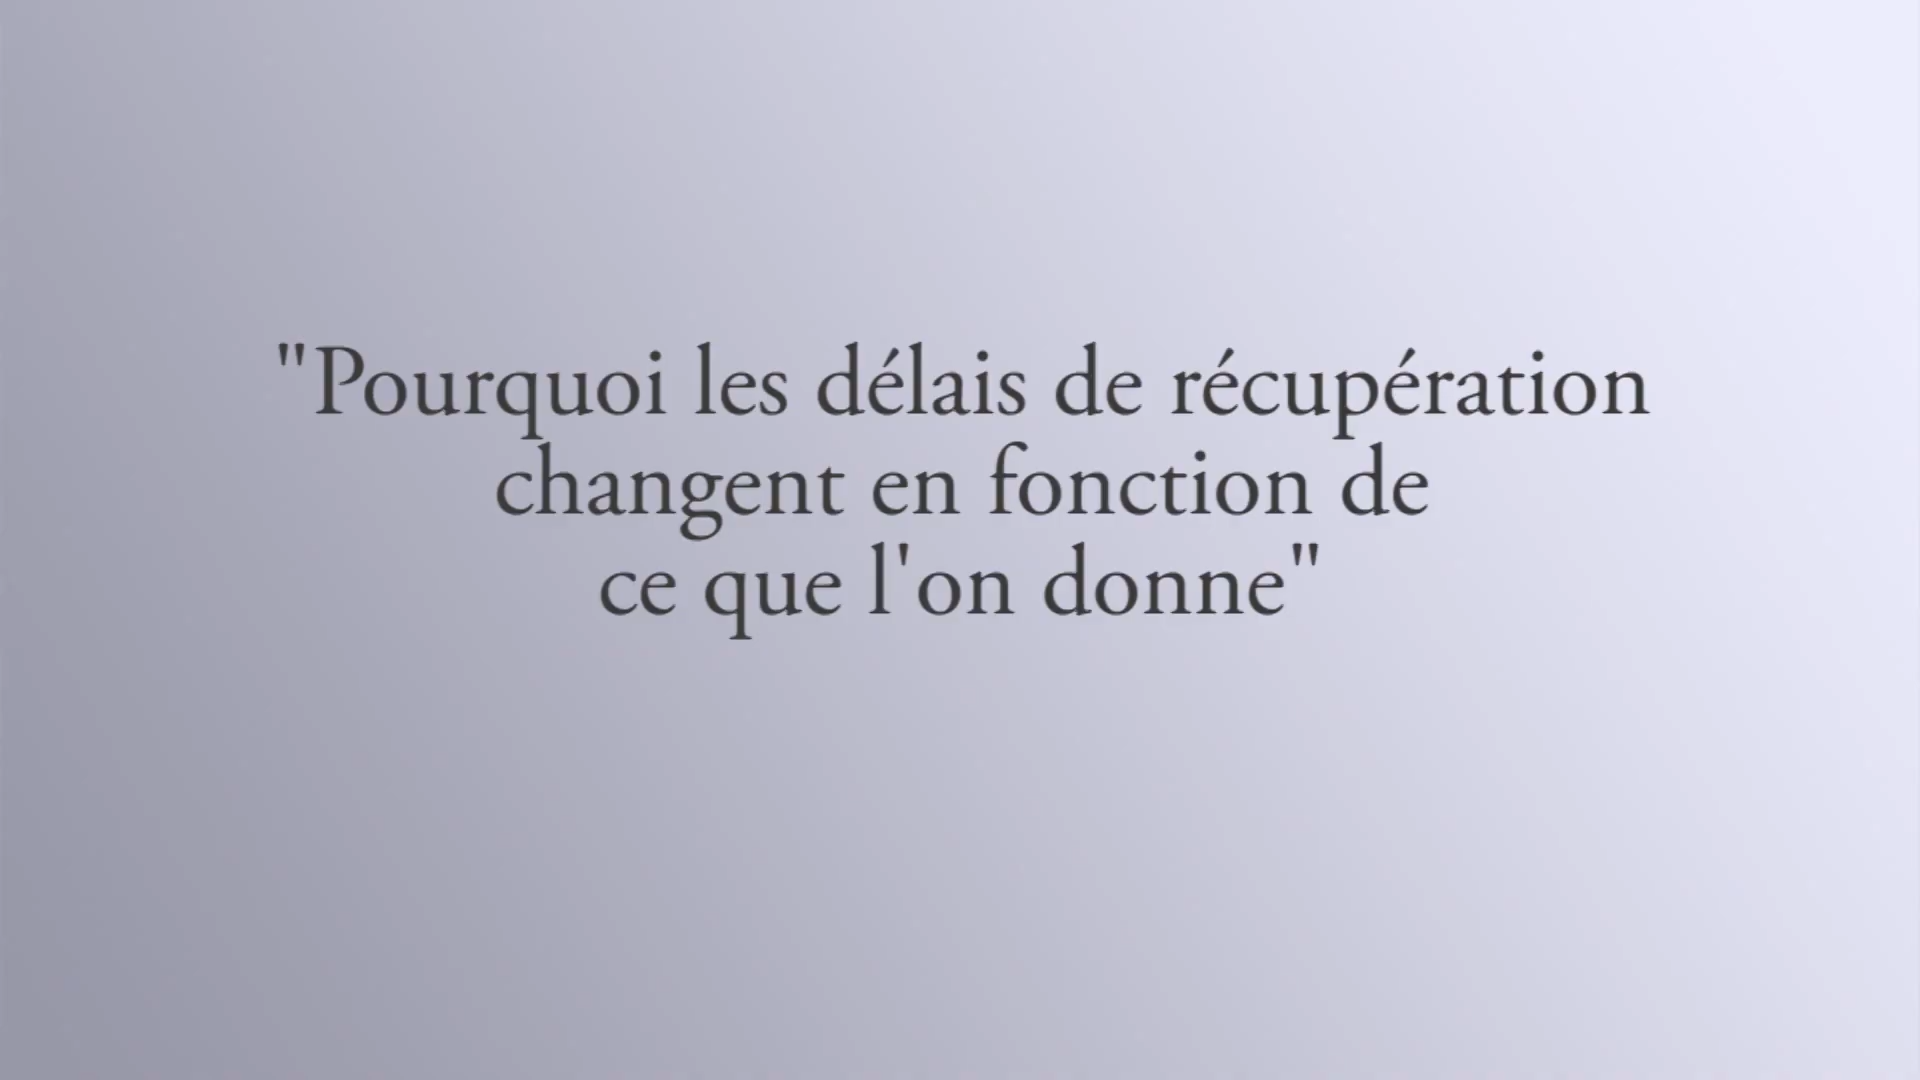 "Pourquoi les délais de récupération
changent en fonction de
ce que l'on donne"